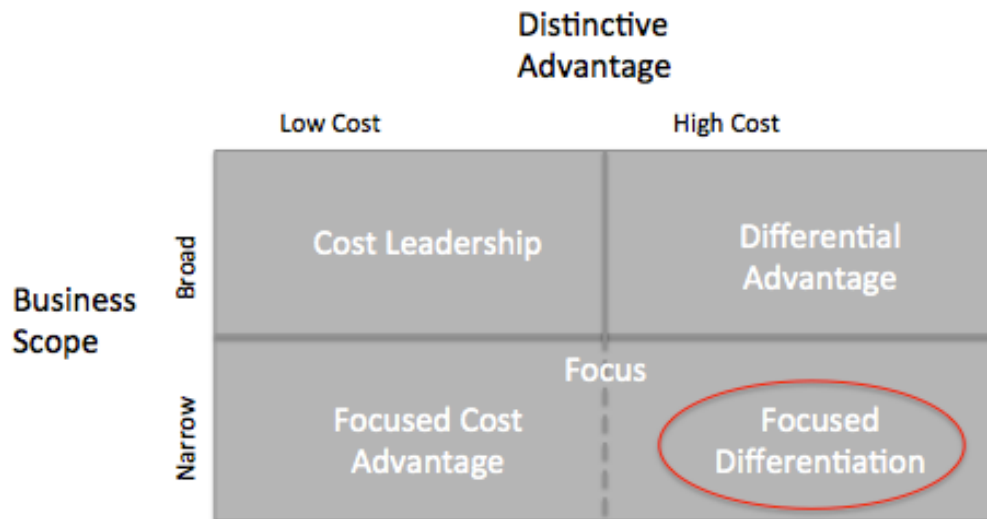 Distinctive
Advantage
Low Cost
High Cost
Business
Scope
Broad
Cost Leadership
Differential
Advantage
Focus
Narrow
Focused Cost
Advantage
Focused
Differentiation